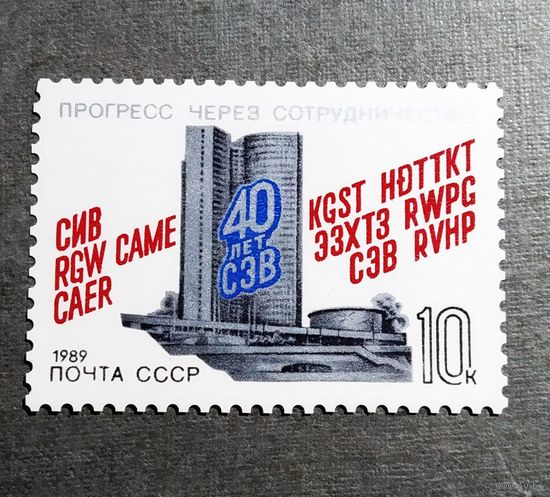 ПРОГРЕСС ЧЕРЕЗ СОТРУДНИЧЕСТВО
СИВ
RGW CAME
CAER
40
ЛЕТ
СЭВ
KGST HĐTTKT
ЭЗХТЗ RWPG
СЭВ RVHP
1989
ПОЧТА СССР
10к